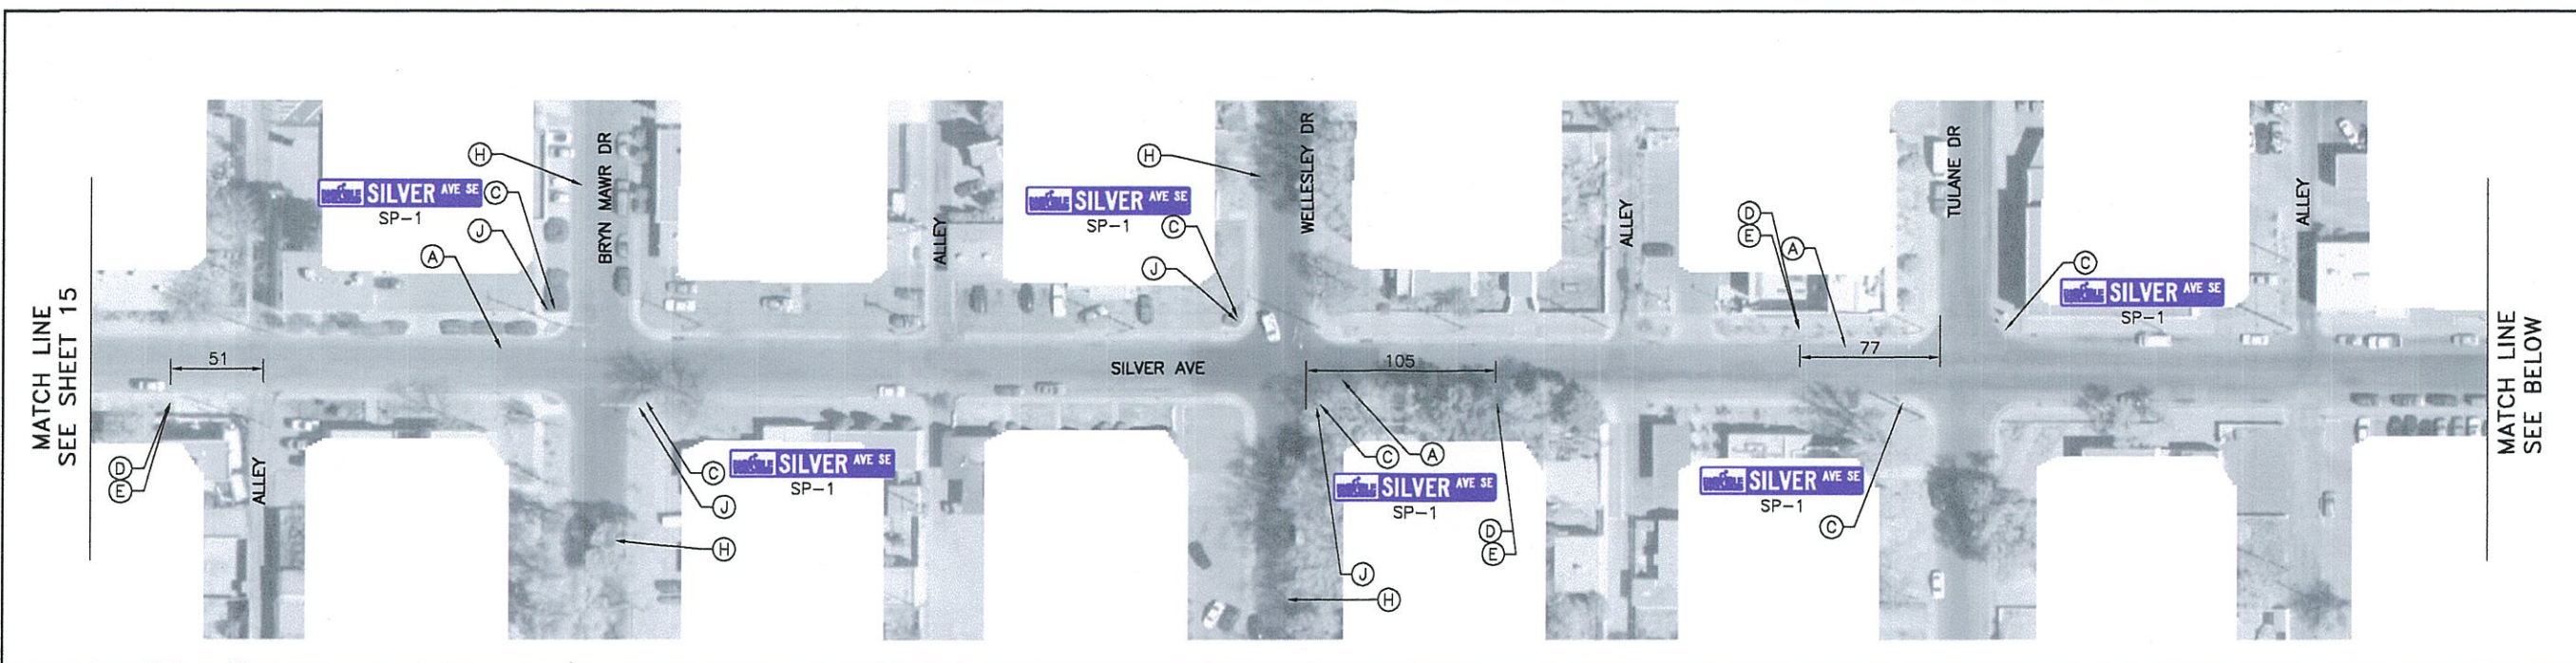 MATCH LINE
SEE SHEET 15
H
BRYN MAWR DR
SILVER AVE SE
C
SP-1
J
A
51
D
E
ALLEY
C
SILVER AVE SE
SP-1
J
H
ALLEY
H
WELLESLEY DR
SILVER AVE SE
SP-1
C
J
SILVER AVE
105
C
A
SILVER AVE SE
SP-1
D
E
J
H
ALLEY
D
E
A
77
TULANE DR
C
SILVER AVE SE
SP-1
SILVER AVE SE
SP-1
C
ALLEY
MATCH LINE
SEE BELOW